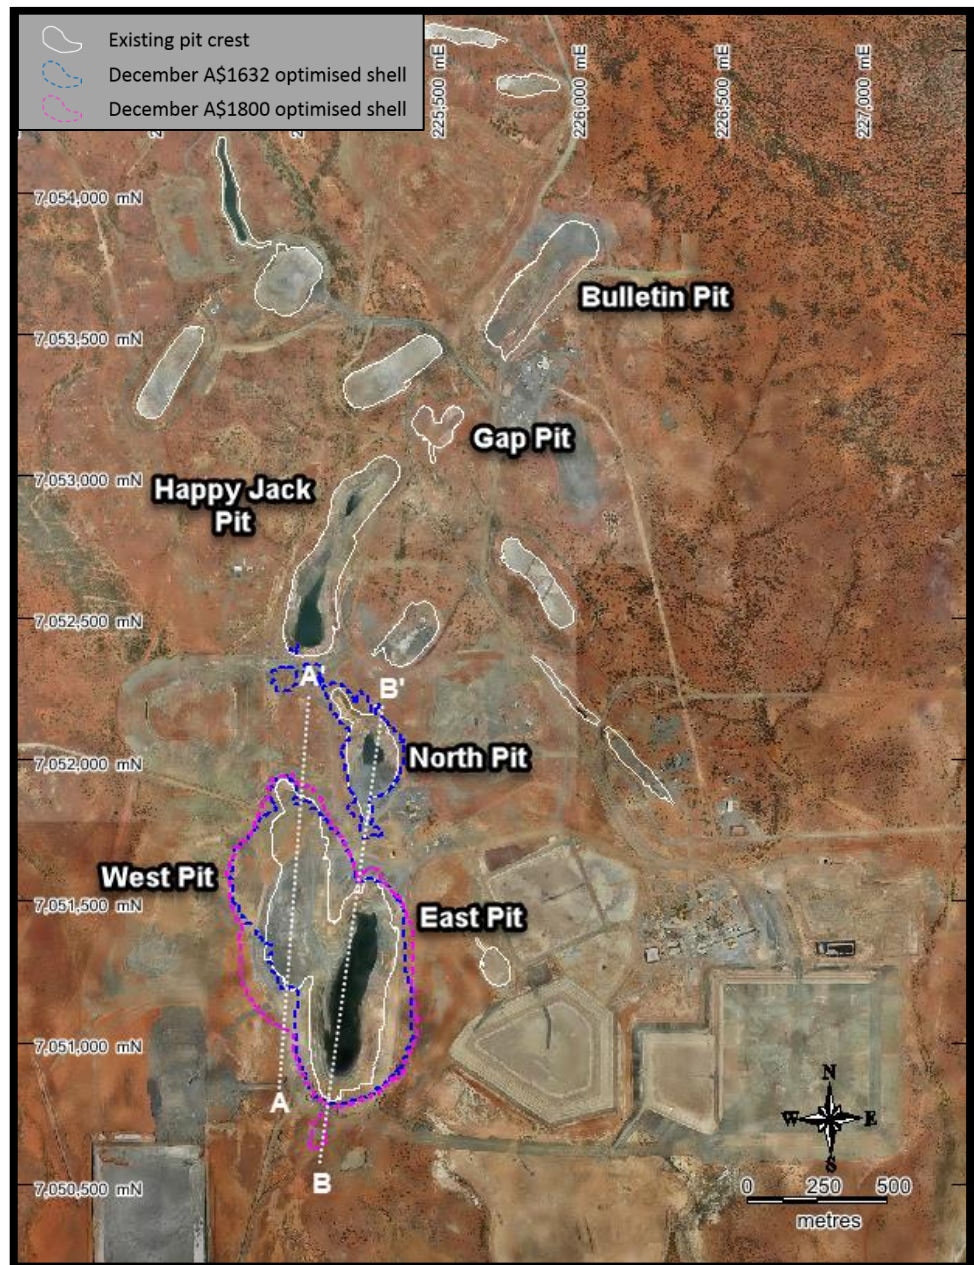 Existing pit crest
December A$1632 optimised shell
December A$1800 optimised shell
225,500 mE
226,000 mE
226,500 mE
227,000 mE
7,054,000 mN
Bulletin Pit
7,053,500 mN
Gap Pit
7,053,000 mN
Happy Jack
Pit
7,052,500 mN
A'
B'
North Pit
7,052,000 mN
West Pit
7,051,500 mN
East Pit
7,051,000 mN
A
N
W E
S
B
7,050,500 mN
0 250 500
metres